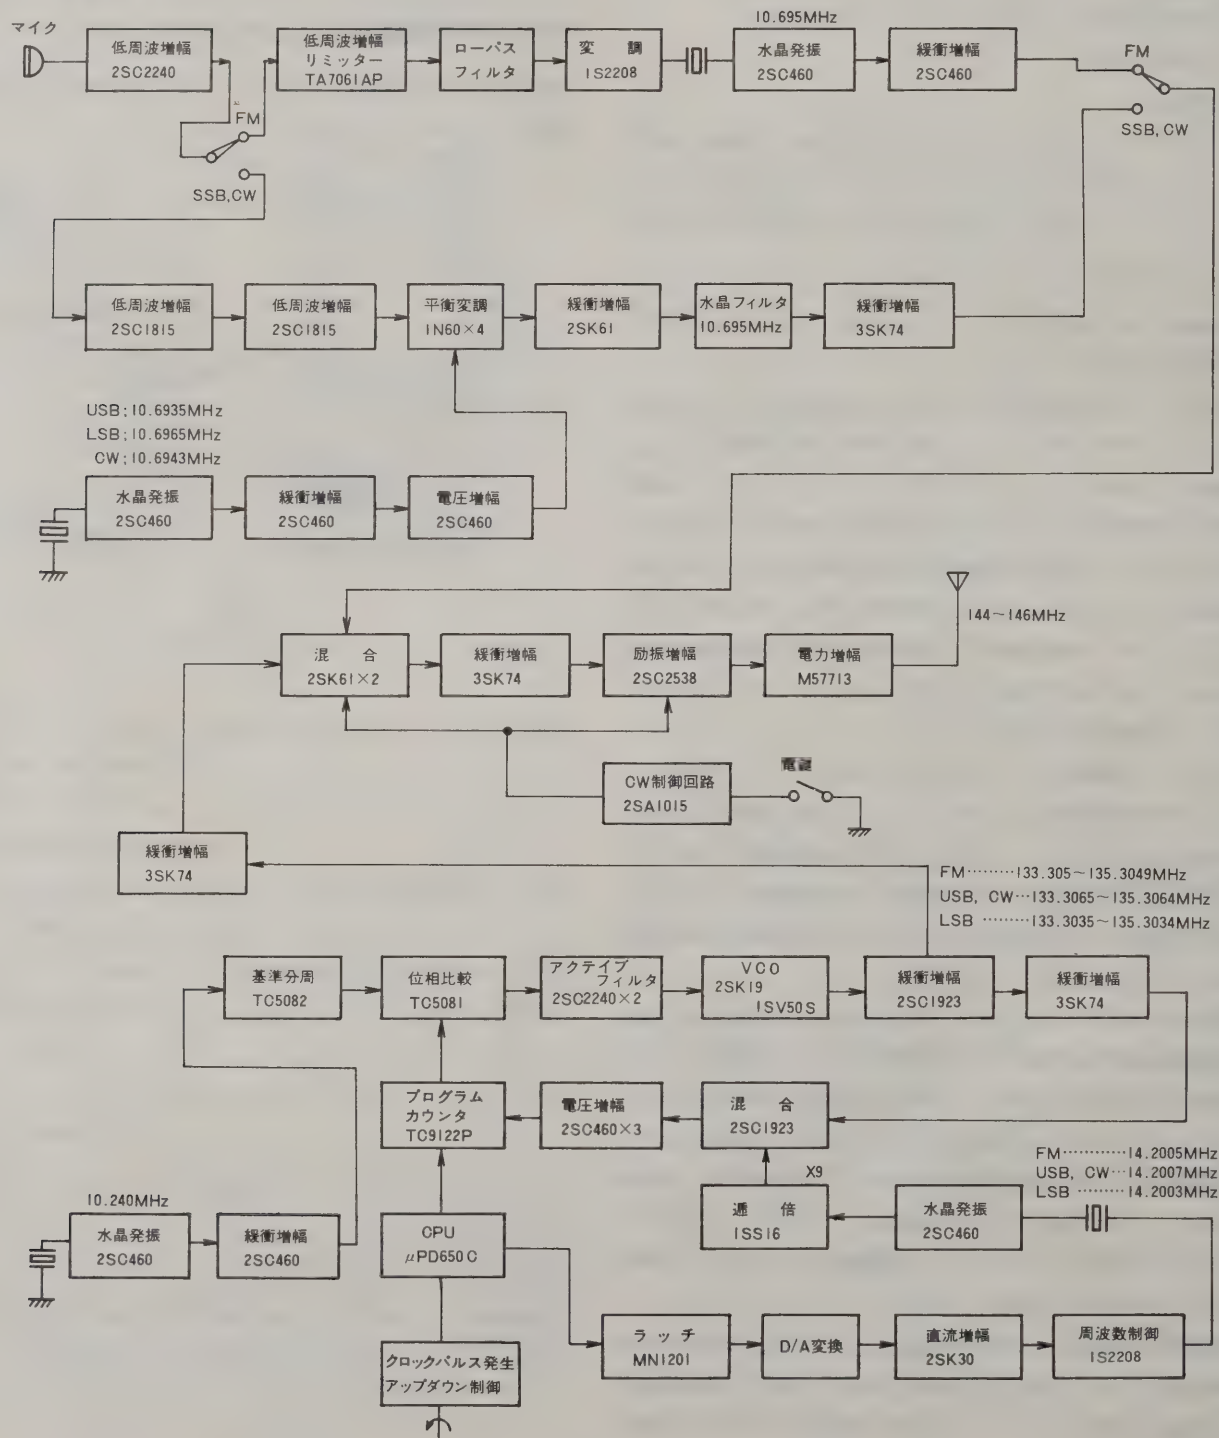 マイク
低周波増幅
2SC2240
低周波増幅
リミッター
TA7061AP
ローパス
フィルタ
変 調
1S2208
10.695MHz
水晶発振
2SC460
緩衝増幅
2SC460
FM
SSB, CW
FM
SSB,CW
低周波増幅
2SC1815
低周波増幅
2SC1815
平衡変調
1N60×4
緩衝増幅
2SK61
水晶フィルタ
10.695MHz
緩衝増幅
3SK74
USB;10.6935MHz
LSB;10.6965MHz
CW;10.6943MHz
水晶発振
2SC460
緩衝増幅
2SC460
電圧増幅
2SC460
144~146MHz
混 合
2SK61×2
緩衝増幅
3SK74
励振増幅
2SC2538
電力増幅
M57713
CW制御回路
2SA1015
電鍵
緩衝増幅
3SK74
FM………133.305~135.3049MHz
USB, CW…133.3065~135.3064MHz
LSB ………133.3035~135.3034MHz
基準分周
TC5082
位相比較
TC5081
アクテイブ
フィルタ
2SC2240×2
VCO
2SK19
1SV50S
緩衝増幅
2SC1923
緩衝増幅
3SK74
プログラム
カウンタ
TC9122P
電圧増幅
2SC460×3
混 合
2SC1923
FM…………14.2005MHz
USB, CW…14.2007MHz
LSB ………14.2003MHz
X9
10.240MHz
水晶発振
2SC460
緩衝増幅
2SC460
CPU
μPD650C
逓 倍
1SS16
水晶発振
2SC460
ラ ッ チ
MN1201
D/A変換
直流増幅
2SK30
周波数制御
1S2208
クロックパルス発生
アップダウン制御